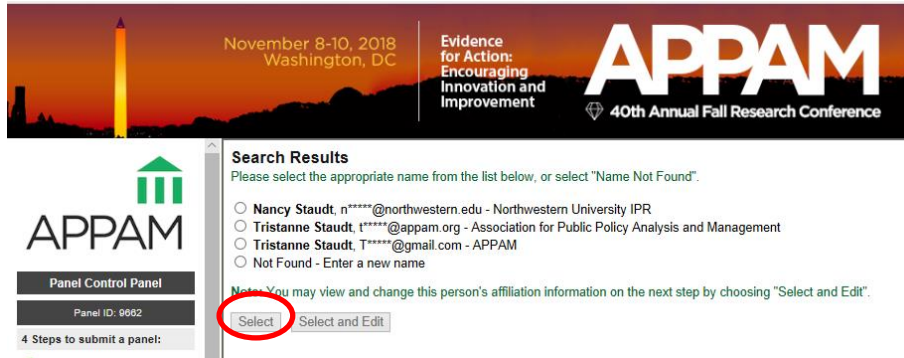 November 8-10, 2018
Washington, DC
Evidence
for Action:
Encouraging
Innovation and
Improvement
APPAM
40th Annual Fall Research Conference
APPAM
Panel Control Panel
Panel ID: 9662
4 Steps to submit a panel:
Search Results
Please select the appropriate name from the list below, or select "Name Not Found".
Nancy Staudt, n*****@northwestern.edu - Northwestern University IPR
Tristanne Staudt, t*****@appam.org - Association for Public Policy Analysis and Management
Tristanne Staudt, T*****@gmail.com - APPAM
Not Found - Enter a new name
Note: You may view and change this person's affiliation information on the next step by choosing "Select and Edit".
Select
Select and Edit